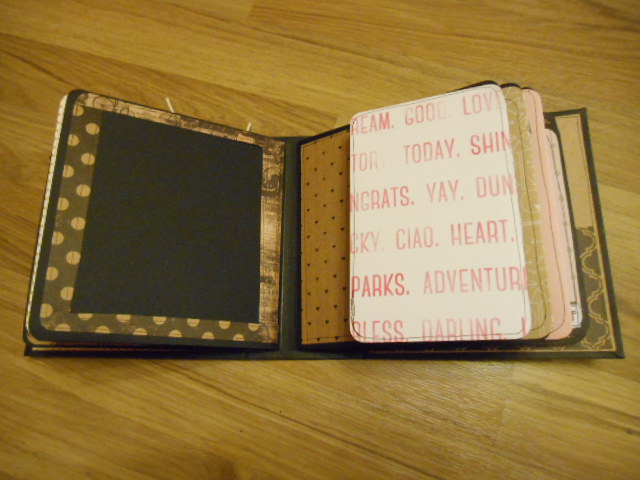 REAM. GOOD. LOV
TORY. TODAY. SHIN
NGRATS. YAY. DUN
CKY. CIAO. HEART.
PARKS. ADVENTUR
BLESS. DARLING.